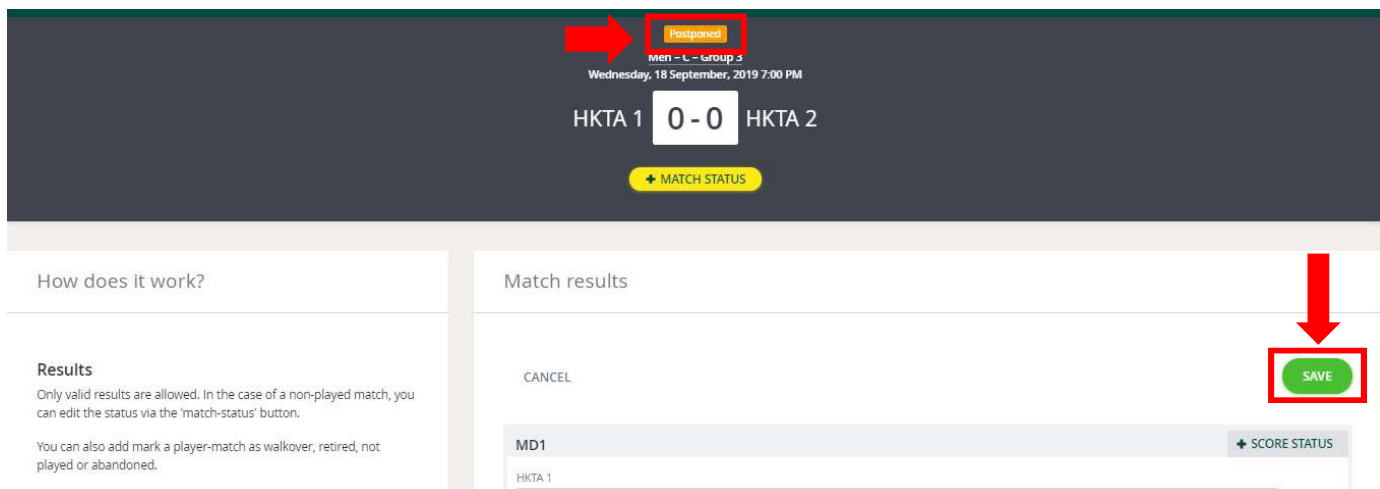 Postponed
Men – C – Group 3
Wednesday, 18 September, 2019 7:00 PM
HKTA 1 0 - 0 HKTA 2
+ MATCH STATUS
How does it work?
Match results
Results
Only valid results are allowed. In the case of a non-played match, you
can edit the status via the 'match-status' button.
You can also add mark a player-match as walkover, retired, not
played or abandoned.
CANCEL
SAVE
MD1
+ SCORE STATUS
HKTA 1